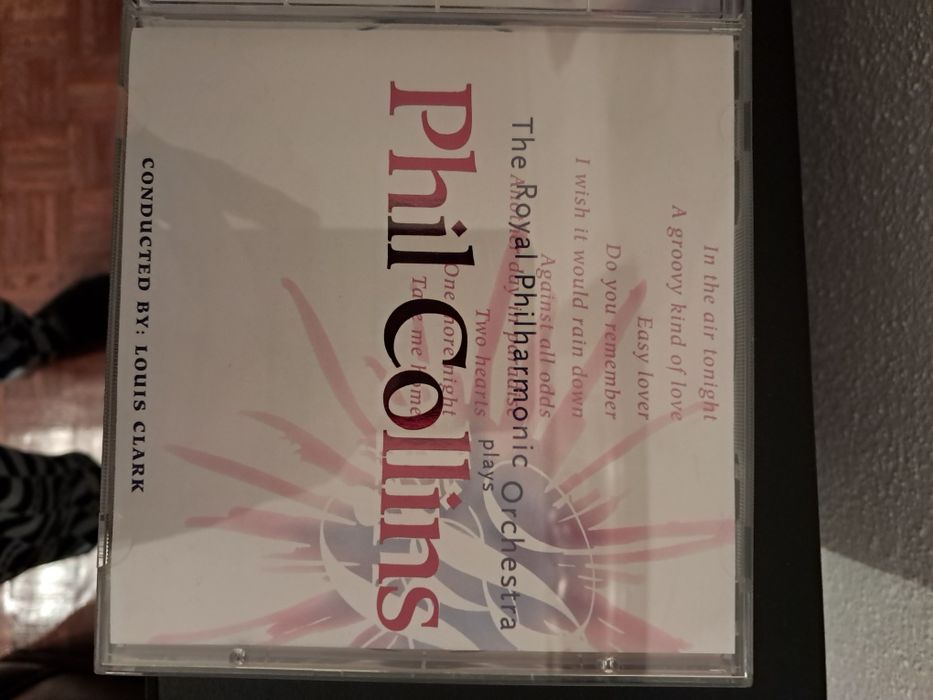 In the air tonight
A groovy kind of love
Easy lover
Do you remember
I wish it would rain down
Against all odds
Another day in paradise
Two hearts
One more night
Take me home
The Royal Philharmonic Orchestra
plays
Phil Collins
CONDUCTED BY: LOUIS CLARK